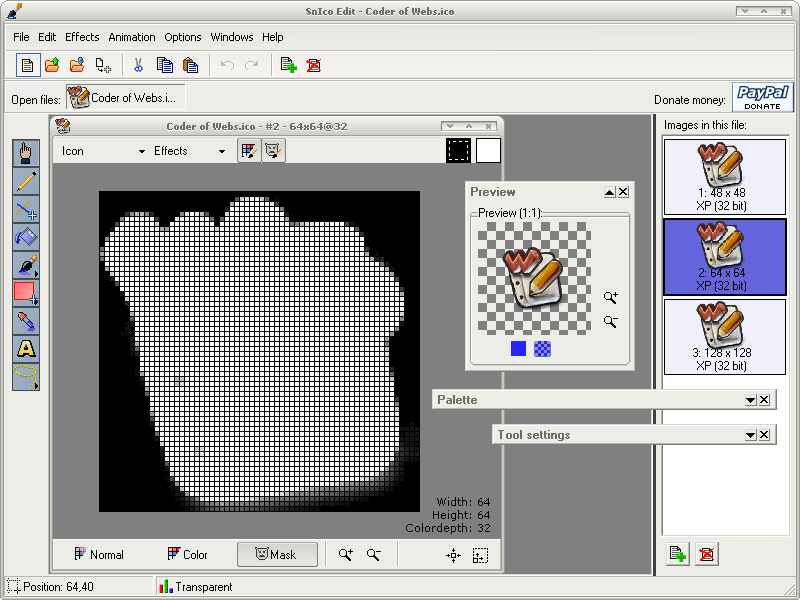 SnIco Edit - Coder of Webs.ico
File Edit Effects Animation Options Windows Help
Open files: Coder of Webs.i...
Donate money: PayPal
DONATE
Coder of Webs.ico - #2 - 64x64@32
Images in this file:
Icon Effects
1: 48 x 48
XP (32 bit)
Preview
Preview (1:1):
2: 64 x 64
XP (32 bit)
3: 128 x 128
XP (32 bit)
Palette
Tool settings
Width: 64
Height: 64
Colordepth: 32
Normal Color Mask
Position: 64,40 Transparent